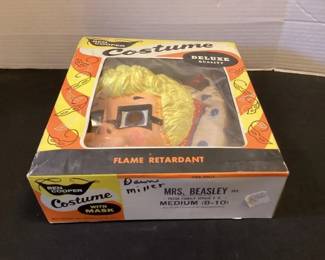 BEN COOPER
Costume
DELUXE
QUALITY
FLAME RETARDANT
BEN COOPER
Costume
WITH
MASK
Dawn
Miller
MRS. BEASLEY
MEDIUM (8-10)